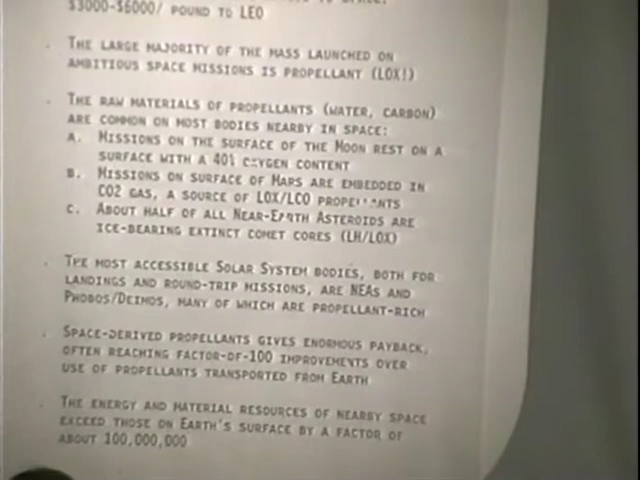 $3000-$6000/ POUND TO LEO
. THE LARGE MAJORITY OF THE MASS LAUNCHED ON
AMBITIOUS SPACE MISSIONS IS PROPELLANT (LOX!)
. THE RAW MATERIALS OF PROPELLANTS (WATER, CARBON)
ARE COMMON ON MOST BODIES NEARBY IN SPACE:
A. MISSIONS ON THE SURFACE OF THE MOON REST ON A
SURFACE WITH A 40% OXYGEN CONTENT
B. MISSIONS ON SURFACE OF MARS ARE EMBEDDED IN
CO2 GAS, A SOURCE OF LOX/LCO PROPELLANTS
C. ABOUT HALF OF ALL NEAR-EARTH ASTEROIDS ARE
ICE-BEARING EXTINCT COMET CORES (LH/LOX)
. THE MOST ACCESSIBLE SOLAR SYSTEM BODIES, BOTH FOR
LANDINGS AND ROUND-TRIP MISSIONS, ARE NEAS AND
PHOBOS/DEIMOS, MANY OF WHICH ARE PROPELLANT-RICH
. SPACE-DERIVED PROPELLANTS GIVES ENORMOUS PAYBACK,
OFTEN REACHING FACTOR-OF-100 IMPROVEMENTS OVER
USE OF PROPELLANTS TRANSPORTED FROM EARTH
. THE ENERGY AND MATERIAL RESOURCES OF NEARBY SPACE
EXCEED THOSE ON EARTH'S SURFACE BY A FACTOR OF
ABOUT 100,000,000